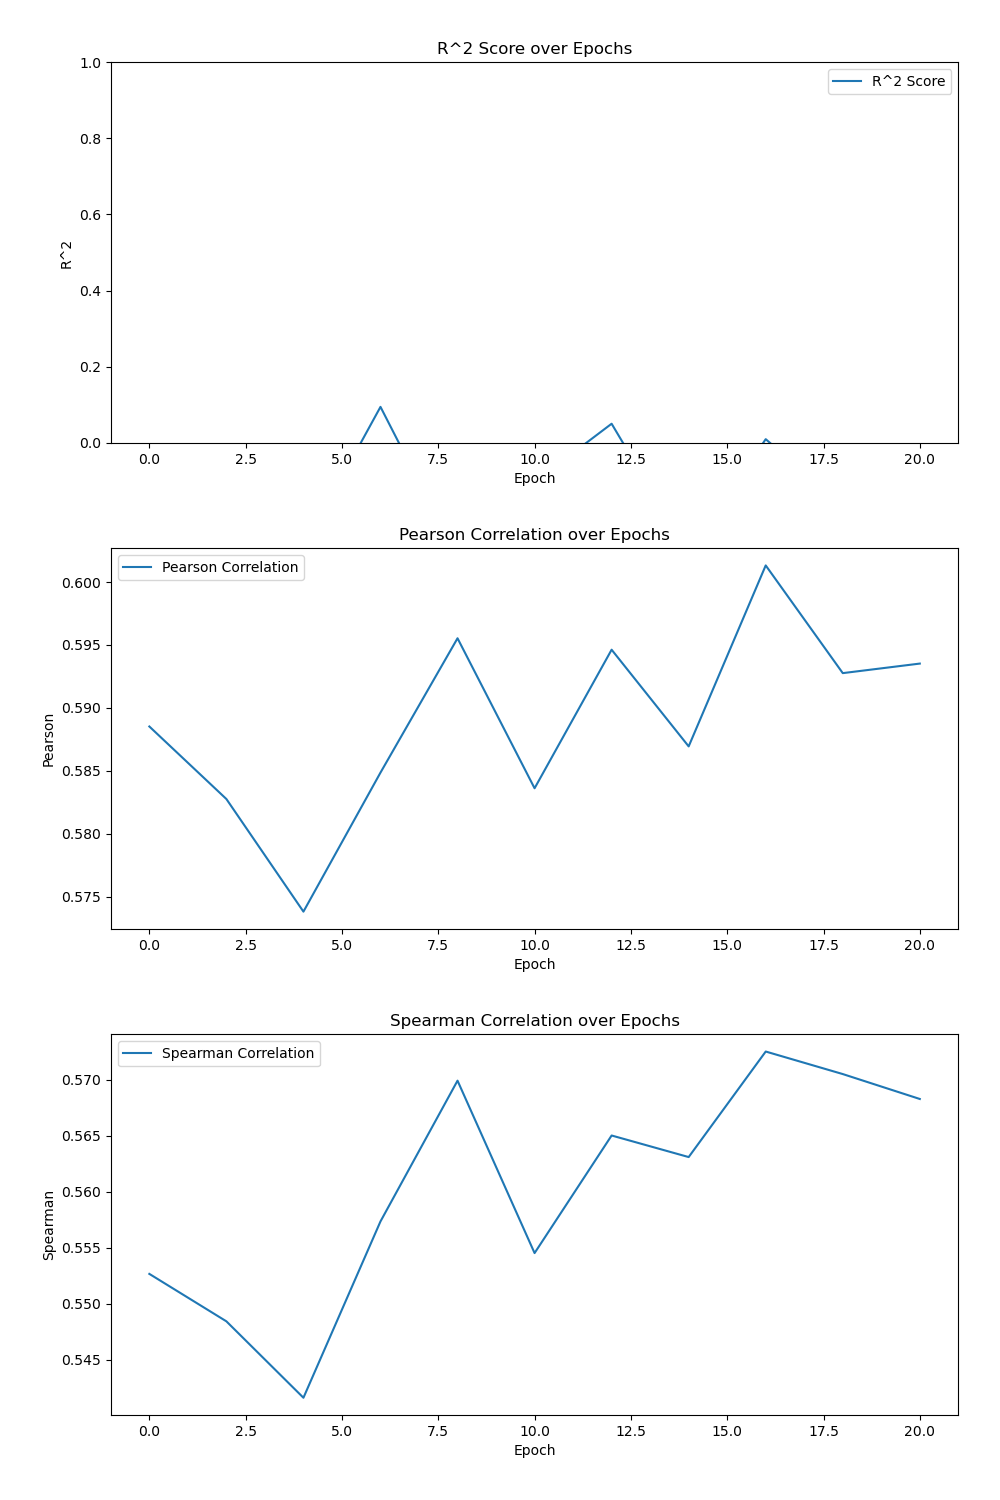 R^2 Score over Epochs
R^2 Score
1.0
0.8
0.6
0.4
0.2
0.0
R^2
0.0 2.5 5.0 7.5 10.0 12.5 15.0 17.5 20.0
Epoch
Pearson Correlation over Epochs
Pearson Correlation
0.600
0.595
0.590
0.585
0.580
0.575
Pearson
0.0 2.5 5.0 7.5 10.0 12.5 15.0 17.5 20.0
Epoch
Spearman Correlation over Epochs
Spearman Correlation
0.570
0.565
0.560
0.555
0.550
0.545
Spearman
0.0 2.5 5.0 7.5 10.0 12.5 15.0 17.5 20.0
Epoch